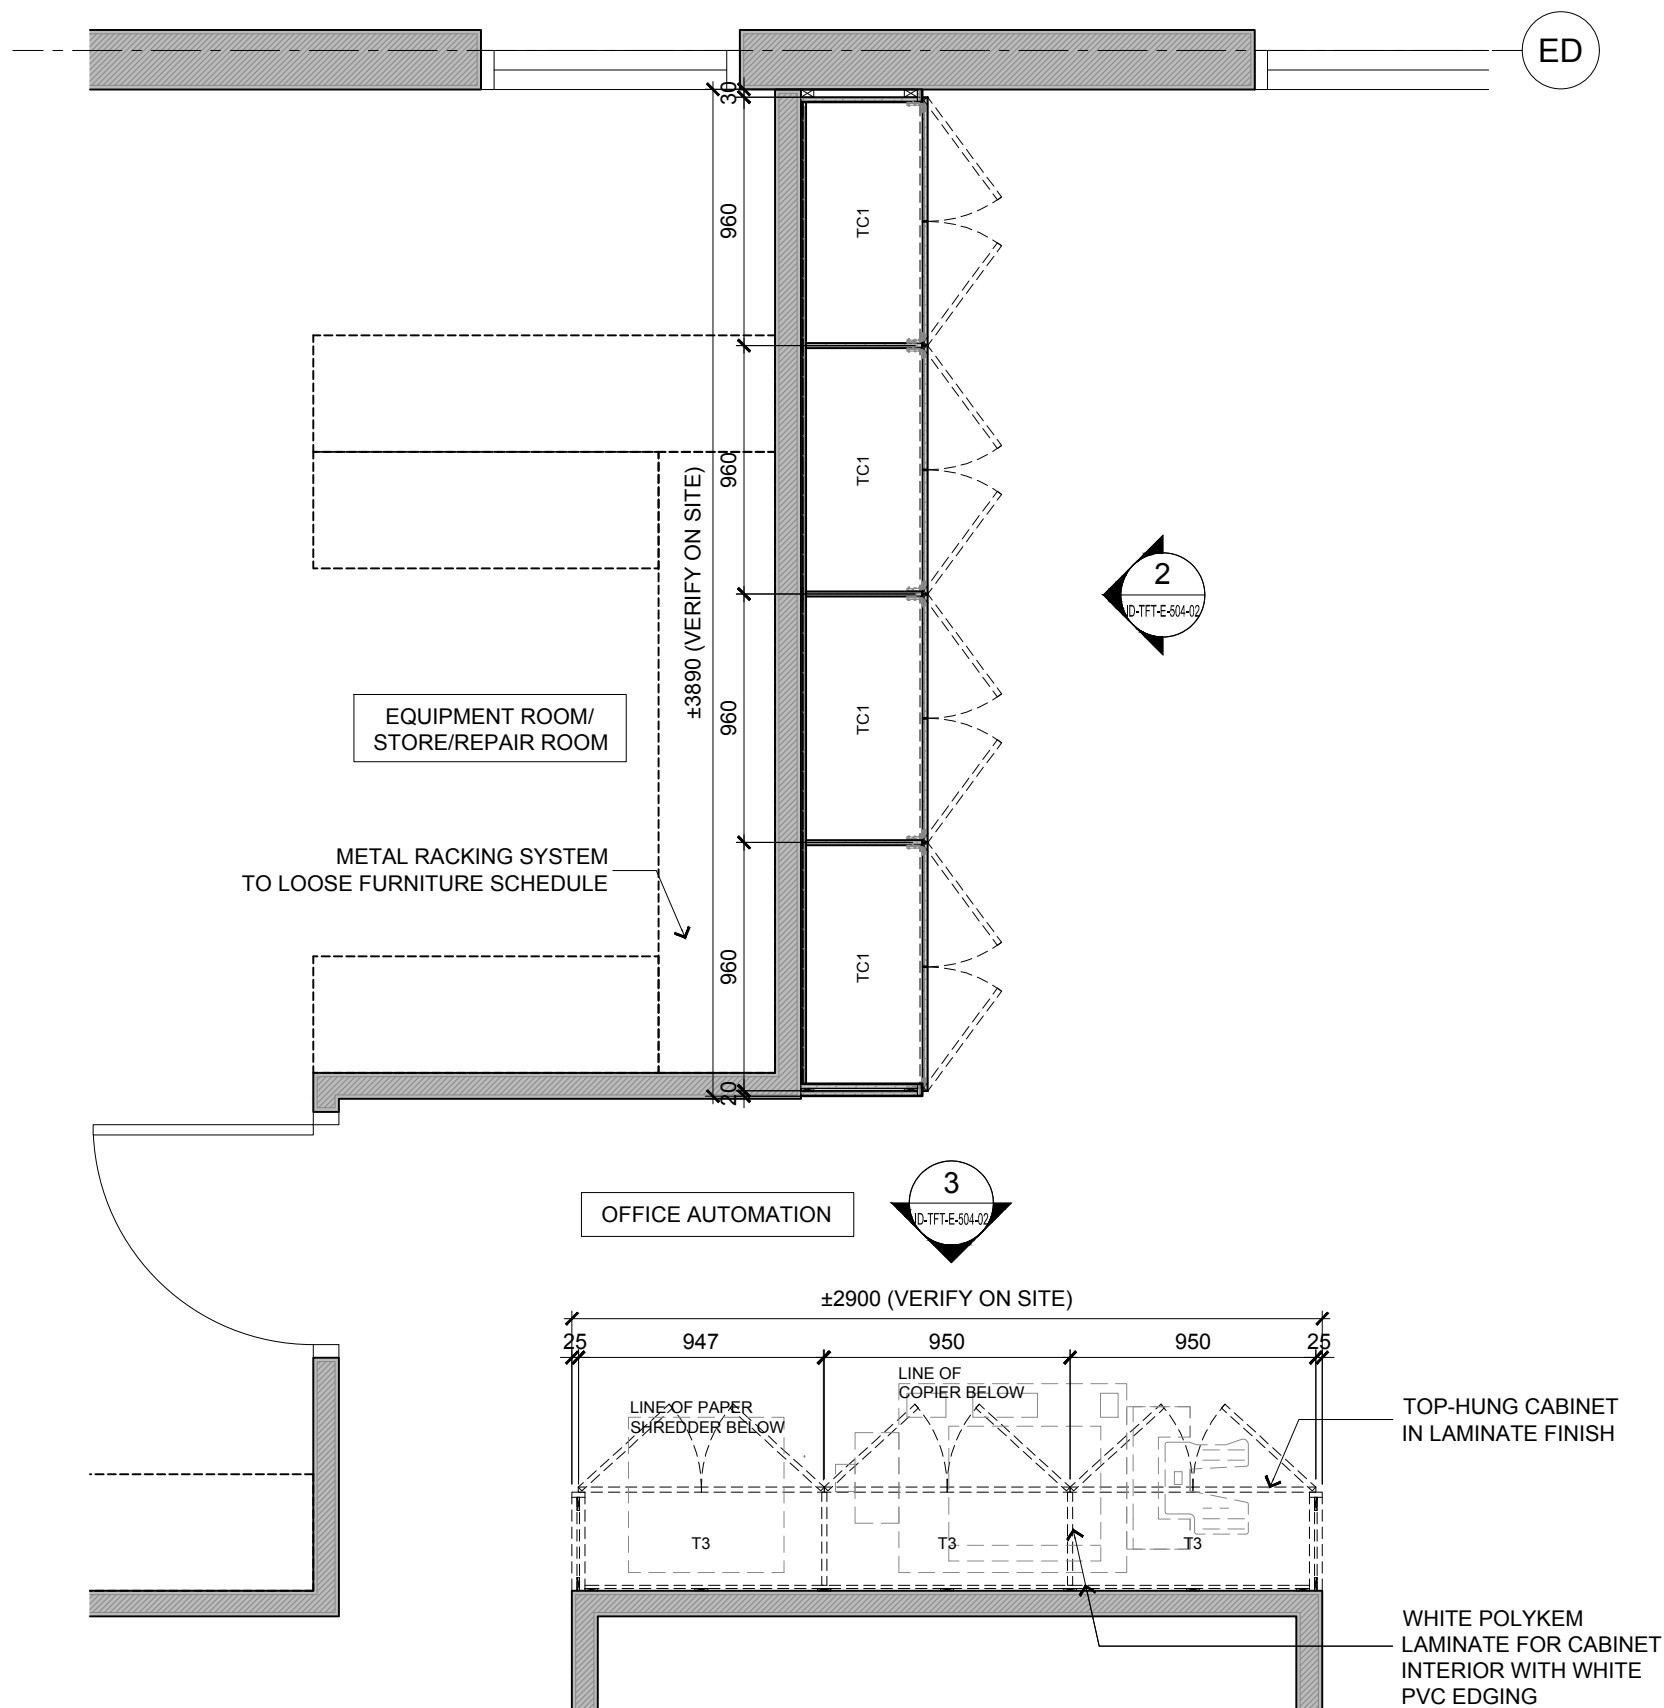 ED
30
960
TC1
960
TC1
±3890 (VERIFY ON SITE)
2
ID-TFT-E-504-02
960
TC1
EQUIPMENT ROOM/
STORE/REPAIR ROOM
METAL RACKING SYSTEM
TO LOOSE FURNITURE SCHEDULE
960
TC1
20
OFFICE AUTOMATION
3
ID-TFT-E-504-02
±2900 (VERIFY ON SITE)
25
947
950
950
25
LINE OF
COPIER BELOW
LINE OF PAPER
SHREDDER BELOW
TOP-HUNG CABINET
IN LAMINATE FINISH
T3
T3
T3
WHITE POLYKEM
LAMINATE FOR CABINET
INTERIOR WITH WHITE
PVC EDGING